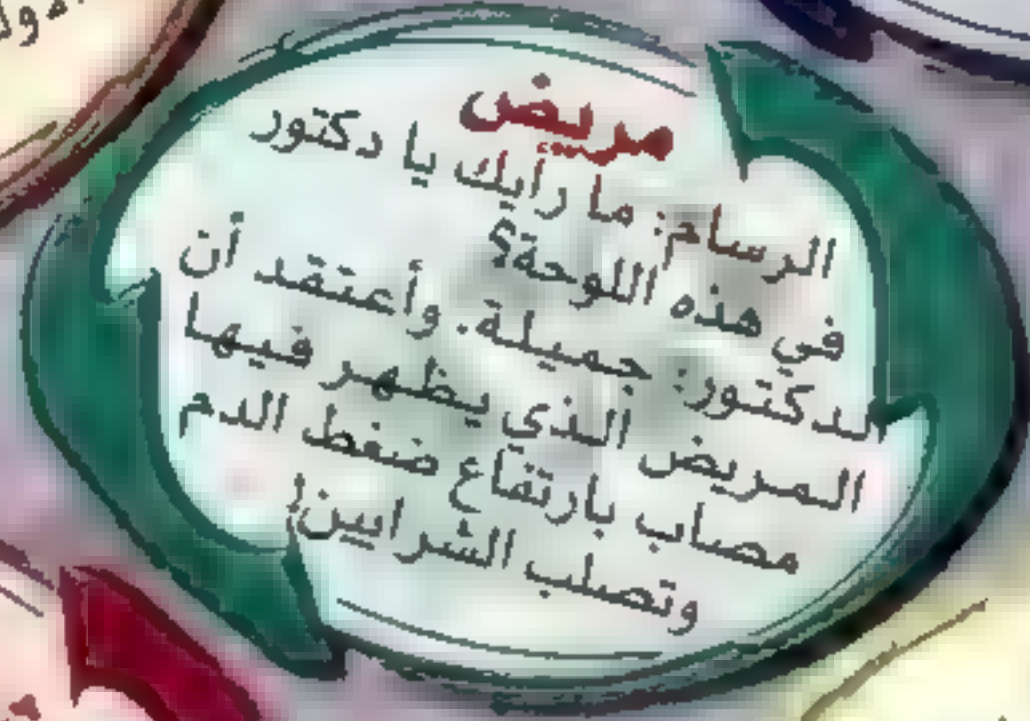 مريض
الرسام: ما رأيك يا دكتور
في هذه اللوحة؟
الدكتور: جميلة. وأعتقد أن
المريض الذي يظهر فيها
مصاب بارتفاع ضغط الدم
وتصلب الشرايين!